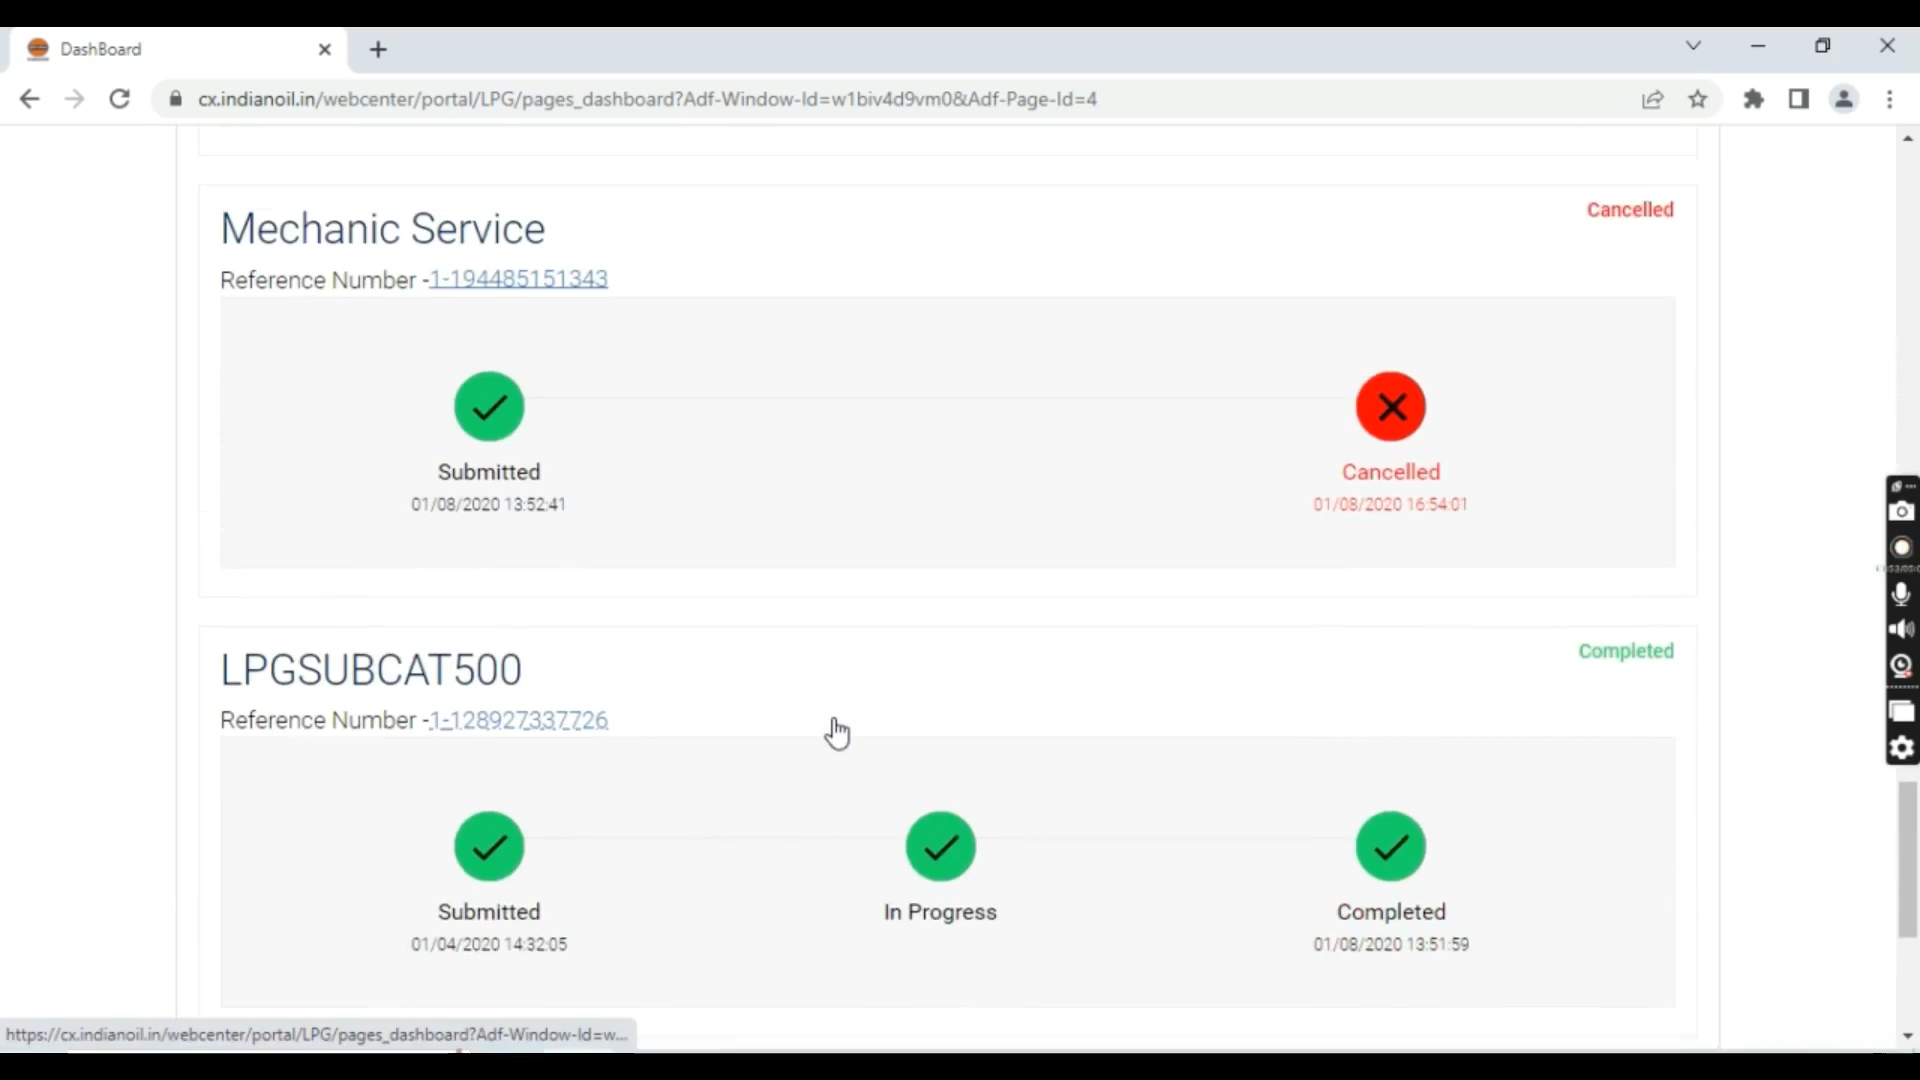 DashBoard
cx.indianoil.in/webcenter/portal/LPG/pages_dashboard?Adf-Window-Id=w1biv4d9vm0&Adf-Page-Id=4
Mechanic Service
Cancelled
Reference Number -1-194485151343
Submitted
Cancelled
01/08/2020 13:52:41
01/08/2020 16:54:01
LPGSUBCAT500
Completed
Reference Number -1-128927337726
Submitted
In Progress
Completed
01/04/2020 14:32:05
01/08/2020 13:51:59
https://cx.indianoil.in/webcenter/portal/LPG/pages_dashboard?Adf-Window-Id=w...